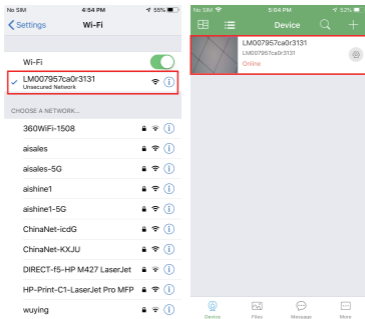 No SIM 4:54 PM 55%
Settings Wi-Fi
Wi-Fi
LM007957ca0r3131
Unsecured Network
CHOOSE A NETWORK...
360WiFi-1508
aisales
aisales-5G
aishine1
aishine1-5G
ChinaNet-icdG
ChinaNet-KXJU
DIRECT-f5-HP M427 LaserJet
HP-Print-C1-LaserJet Pro MFP
wuying
No SIM 5:04 PM 52%
Device
LM007957ca0r3131
LM007957ca0r3131
Online
Device Files Message More